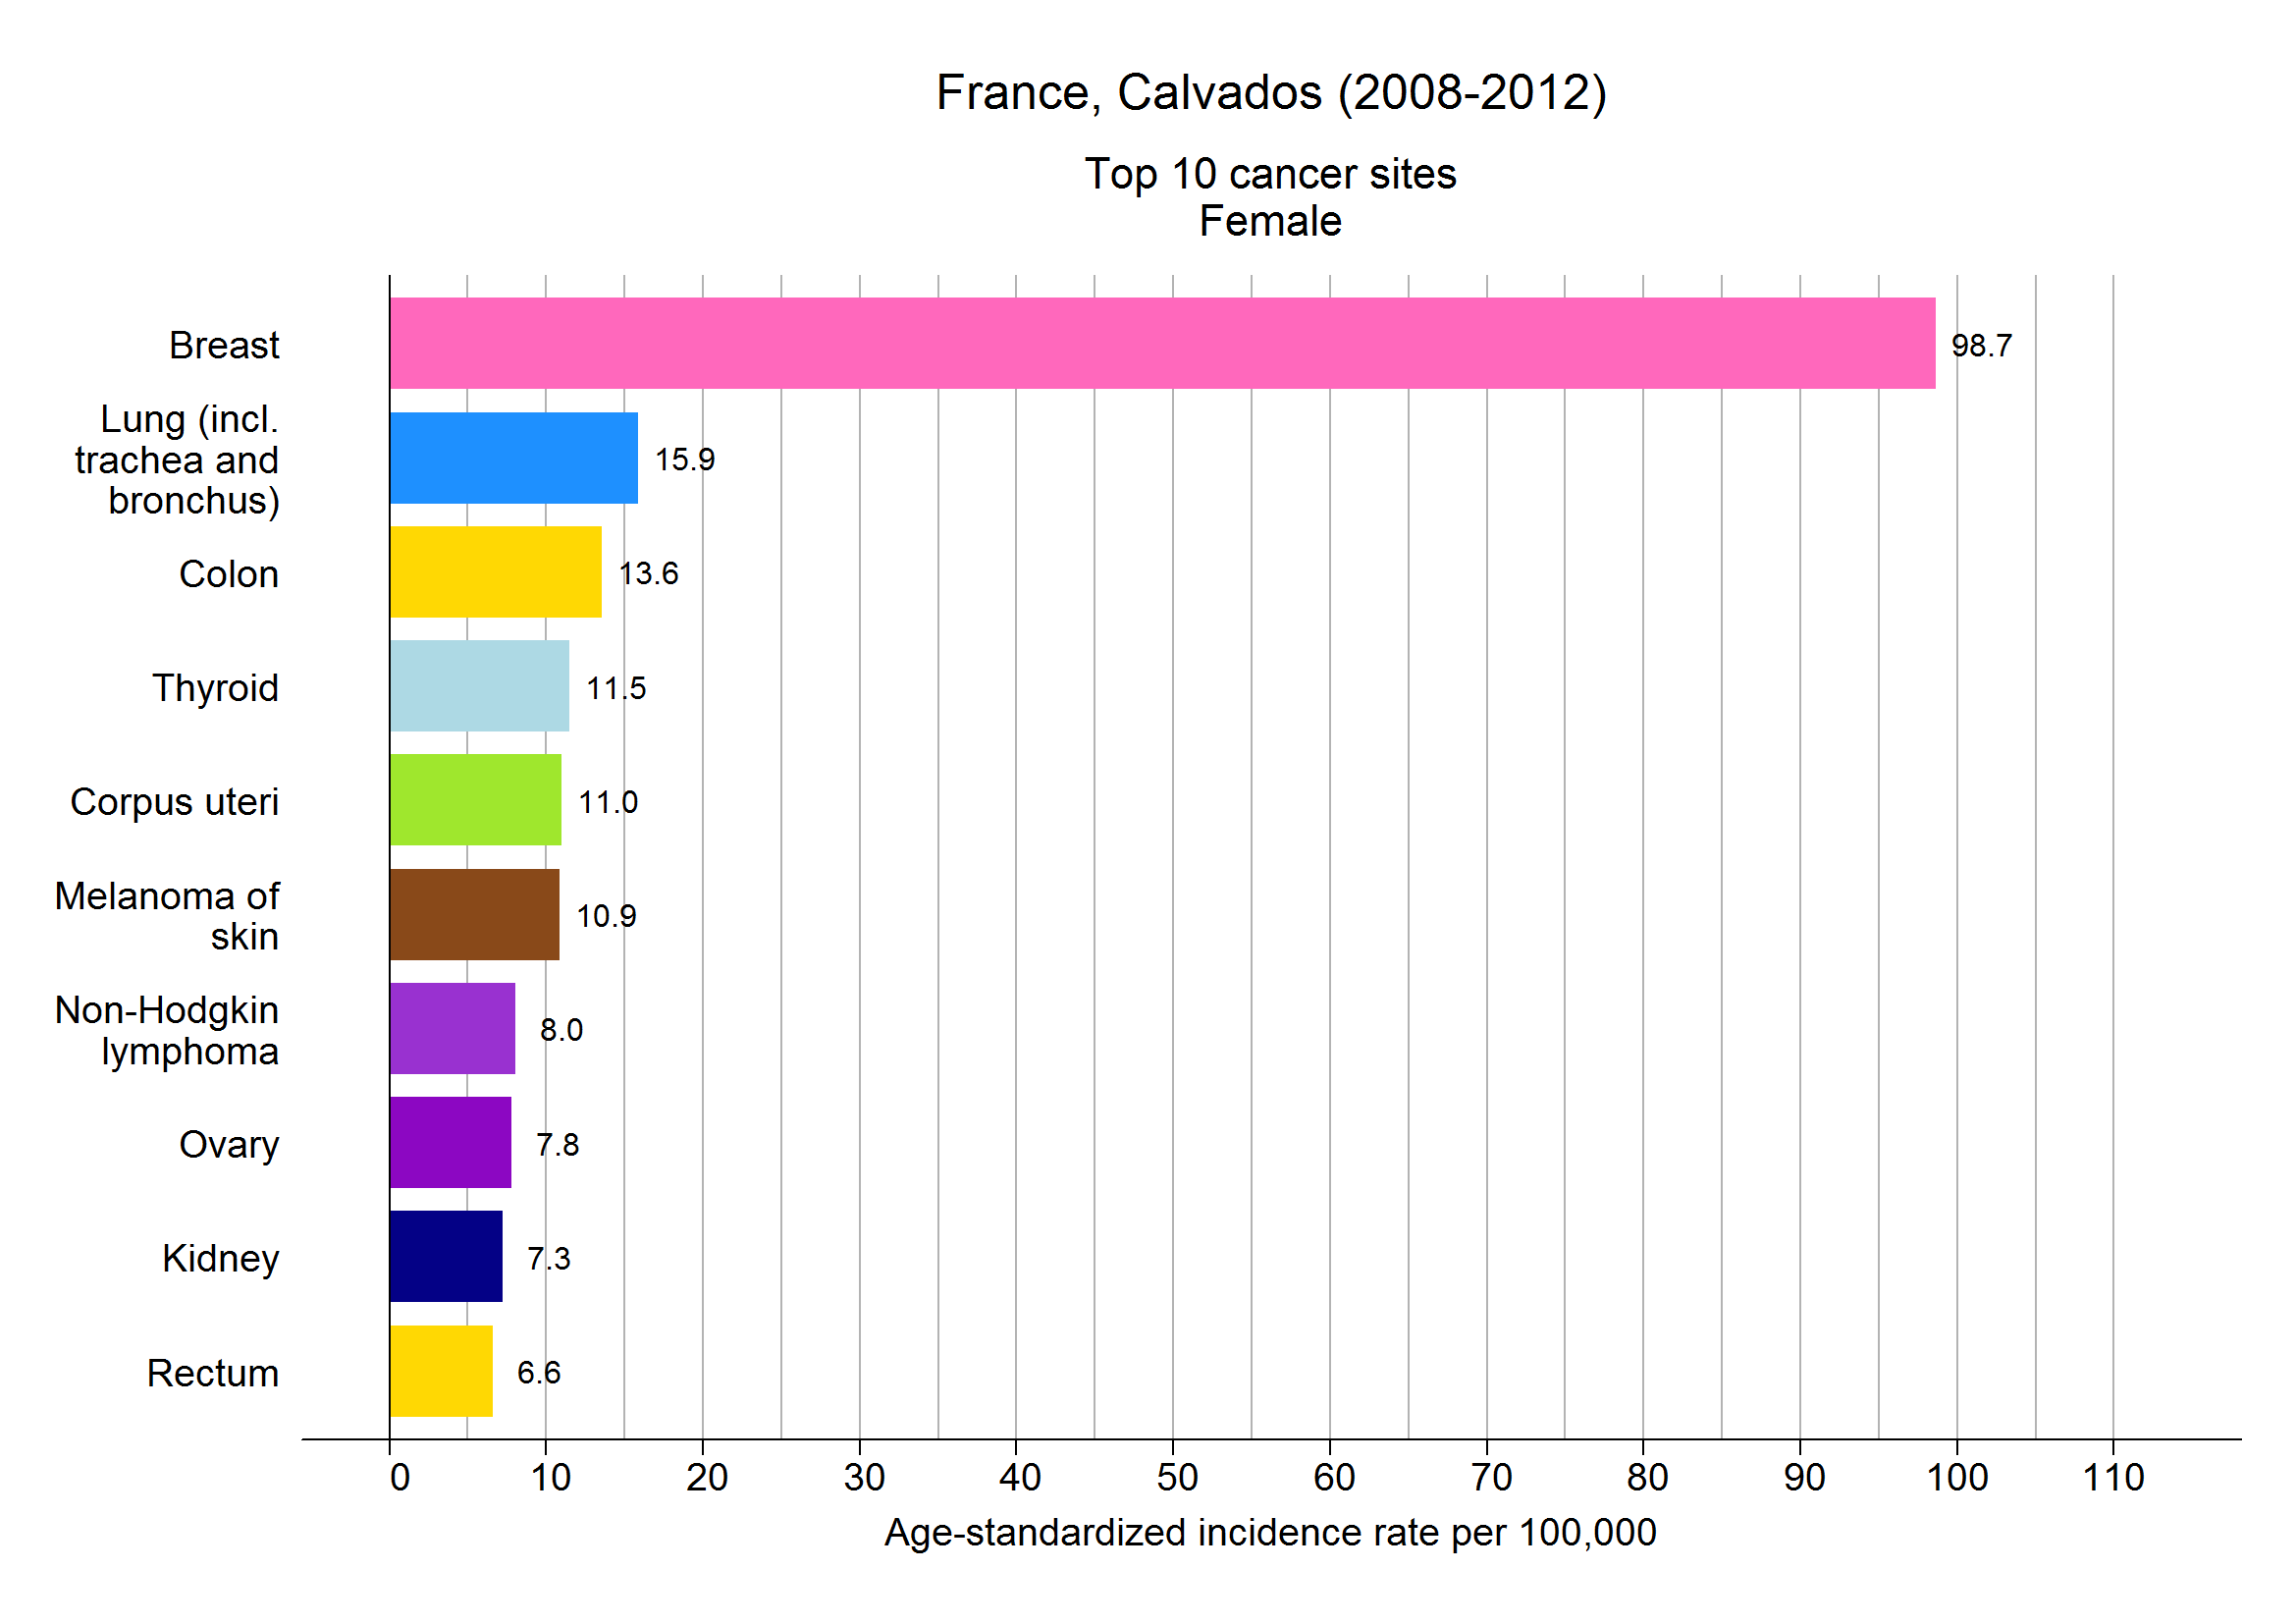 France, Calvados (2008-2012)
Top 10 cancer sites
Female
Breast
98.7
Lung (incl.
trachea and
bronchus)
15.9
Colon
13.6
Thyroid
11.5
Corpus uteri
11.0
Melanoma of
skin
10.9
Non-Hodgkin
lymphoma
8.0
Ovary
7.8
Kidney
7.3
Rectum
6.6
0 10 20 30 40 50 60 70 80 90 100 110
Age-standardized incidence rate per 100,000